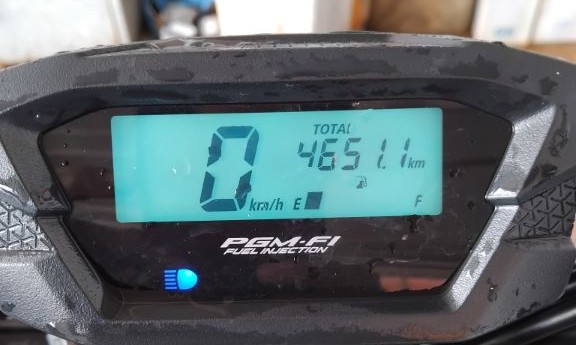 TOTAL
4651.1 km
0 km/h
E F
PGM-FI
FUEL INJECTION